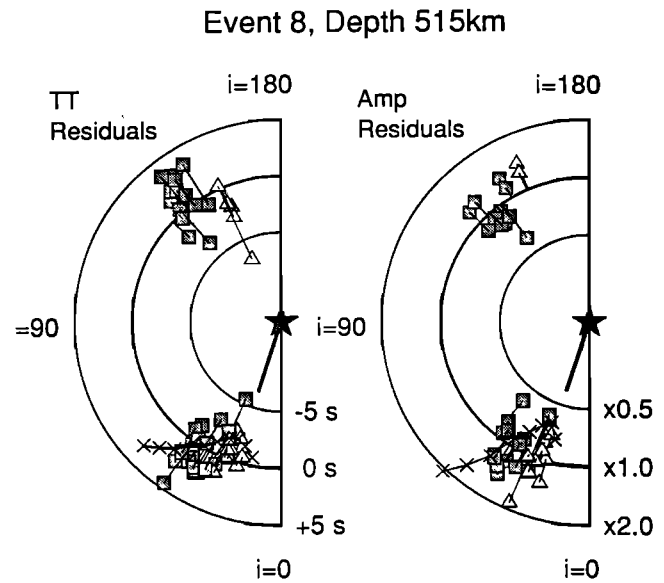 Event 8, Depth 515km
TT
Residuals
i=180
Amp
Residuals
i=180
=90
i=90
-5 s
0 s
+5 s
i=0
x0.5
x1.0
x2.0
i=0